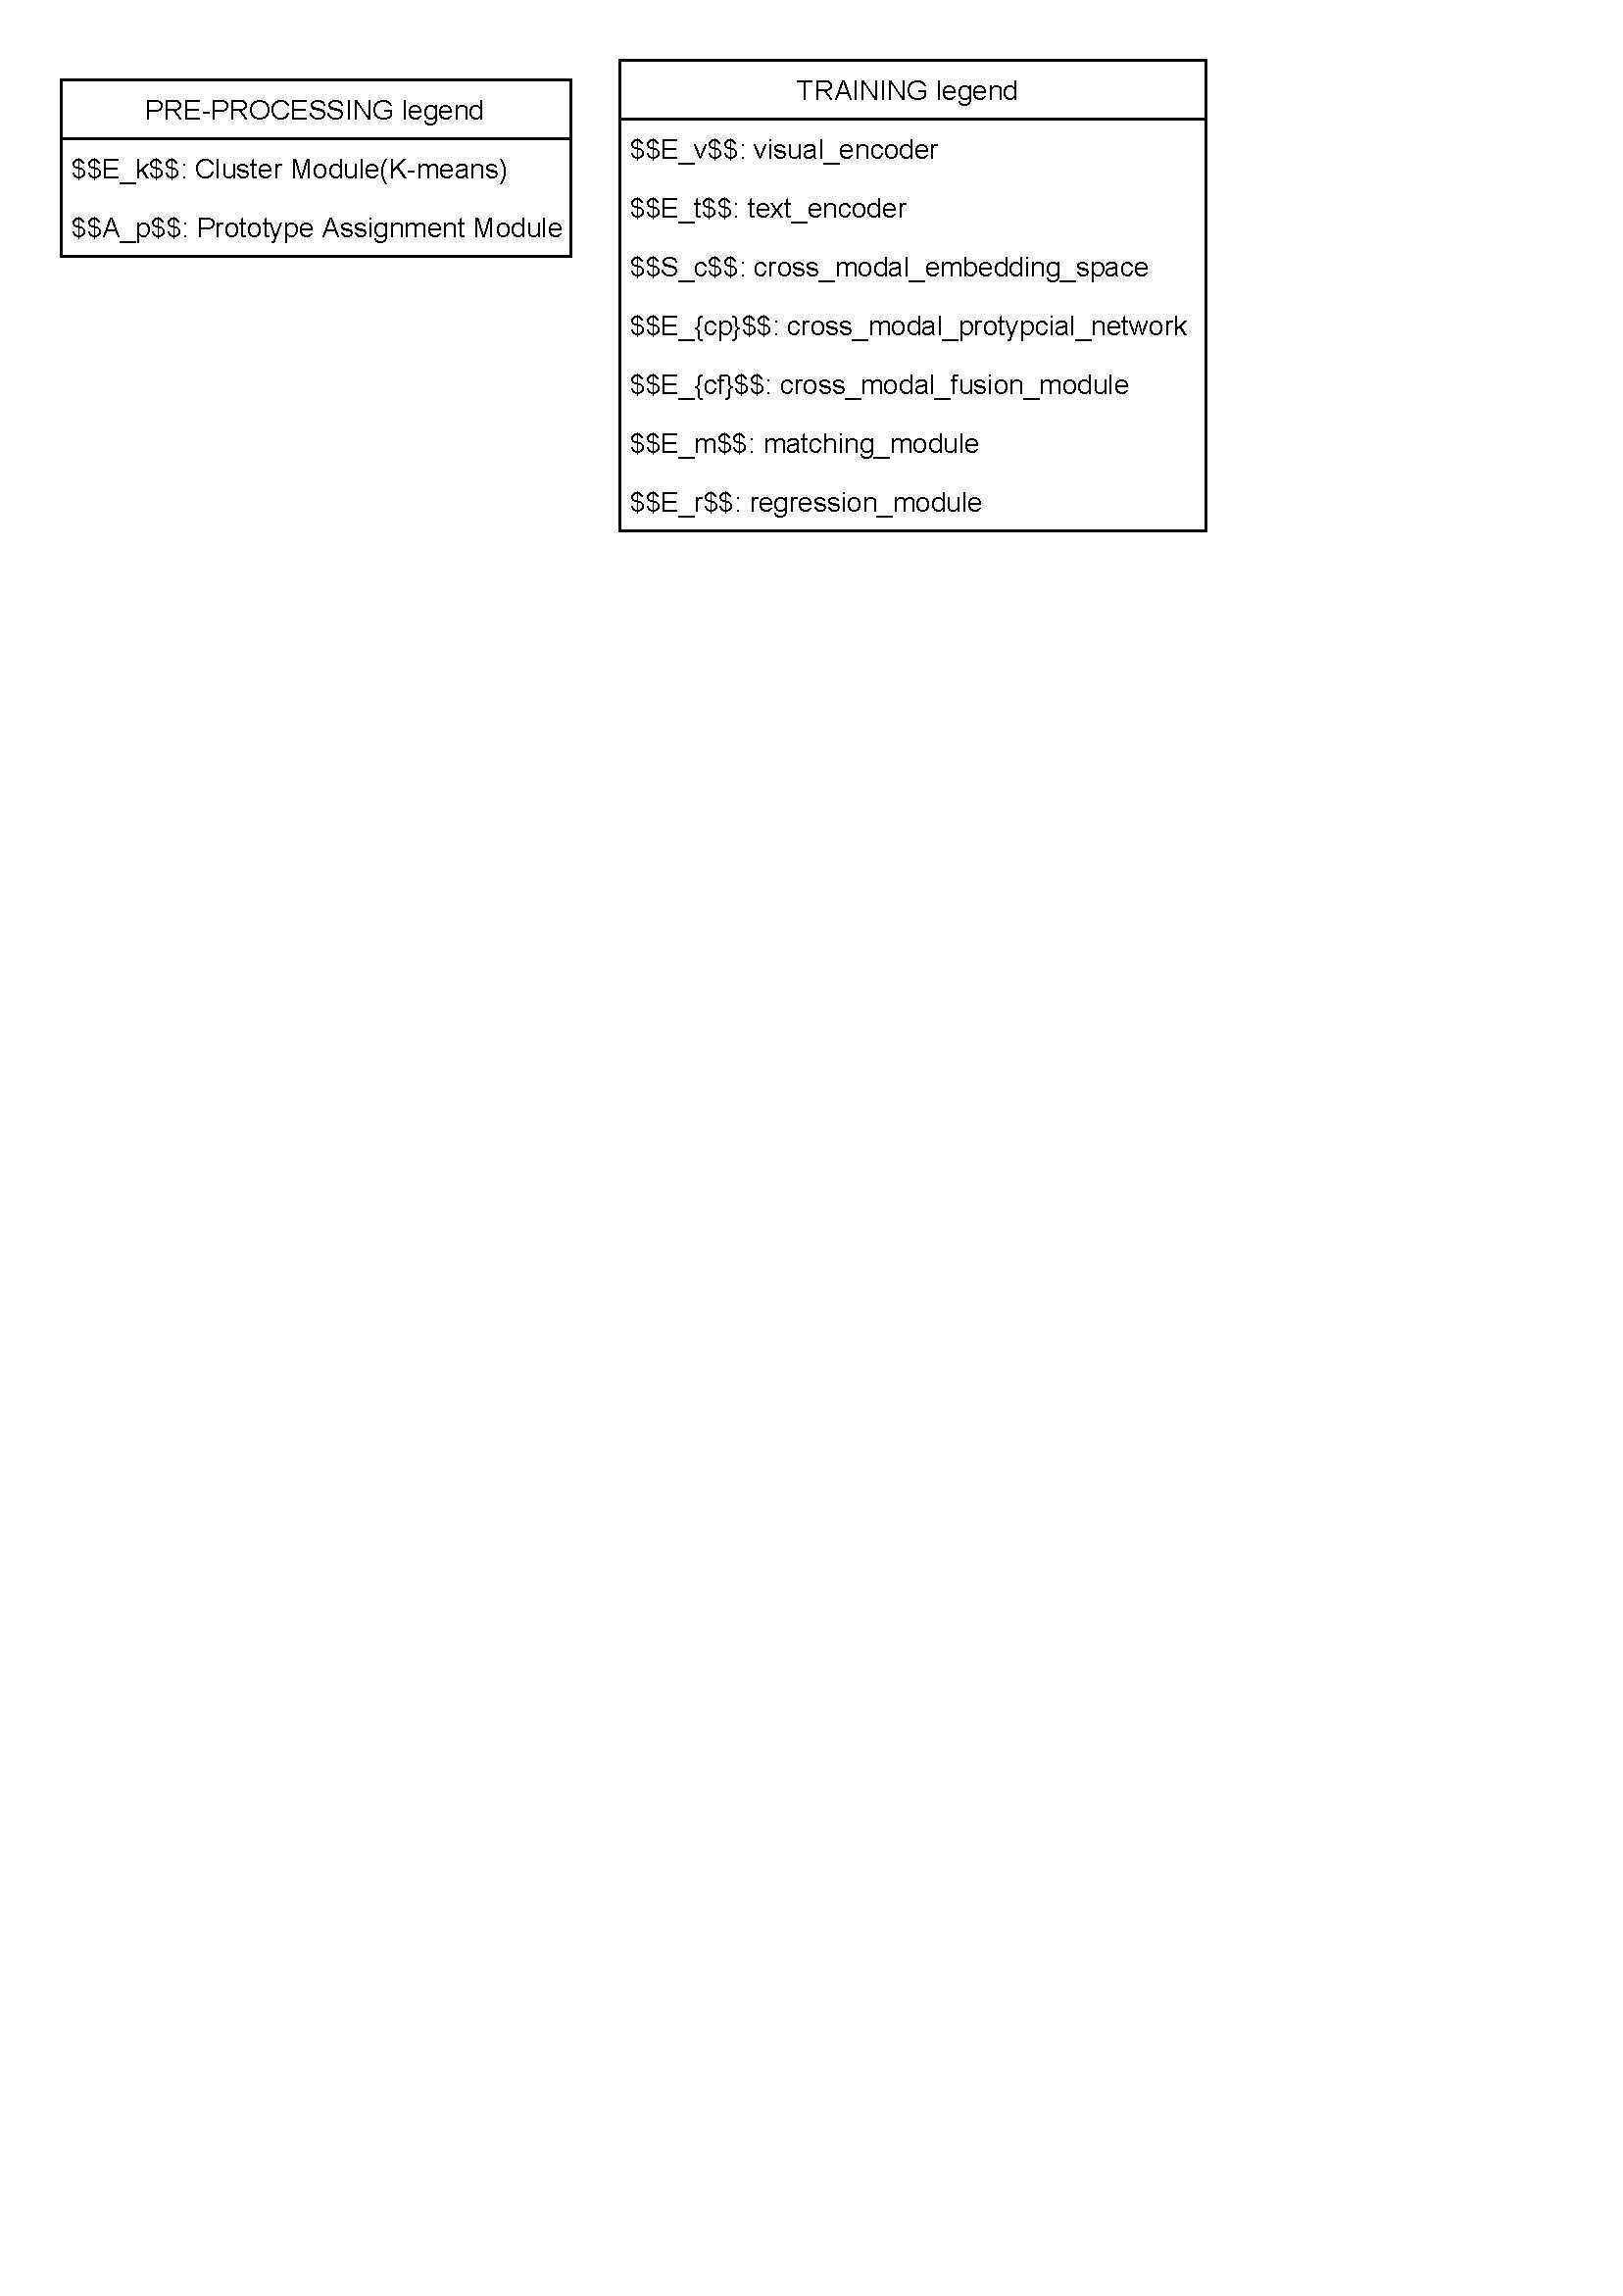 PRE-PROCESSING legend
$$E_k$$: Cluster Module(K-means)
$$A_p$$: Prototype Assignment Module
TRAINING legend
$$E_v$$: visual_encoder
$$E_t$$: text_encoder
$$S_c$$: cross_modal_embedding_space
$$E_{cp}$$: cross_modal_protypcial_network
$$E_{cf}$$: cross_modal_fusion_module
$$E_m$$: matching_module
$$E_r$$: regression_module